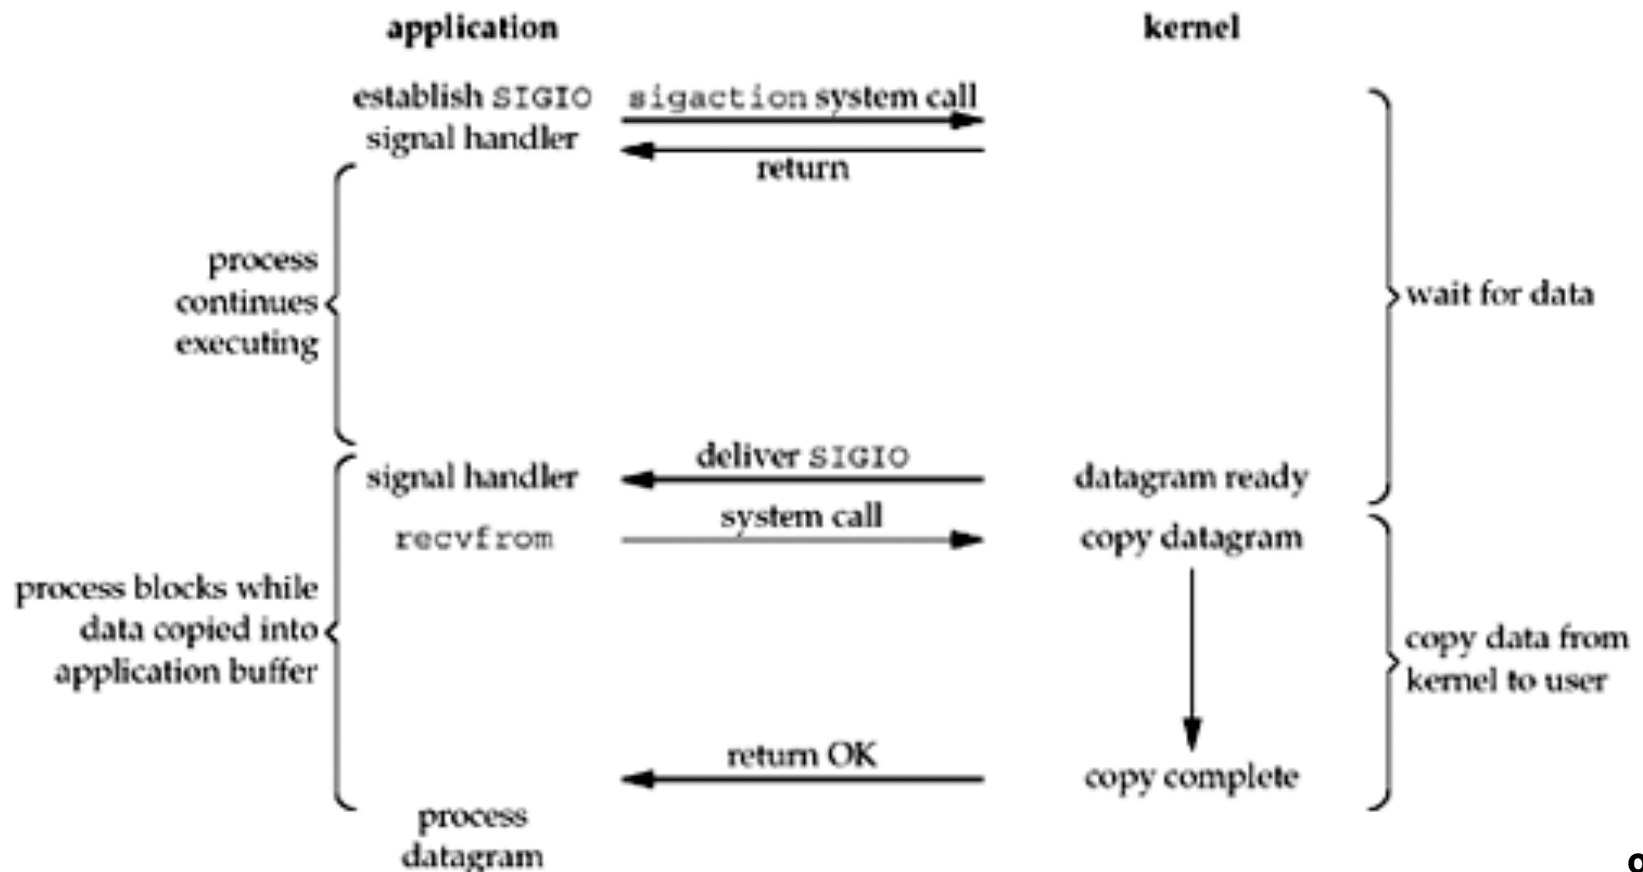 application
kernel
establish SIGIO
signal handler
sigaction system call
return
process
continues
executing
wait for data
signal handler
deliver SIGIO
datagram ready
recvfrom
system call
copy datagram
process blocks while
data copied into
application buffer
copy data from
kernel to user
return OK
copy complete
process
datagram